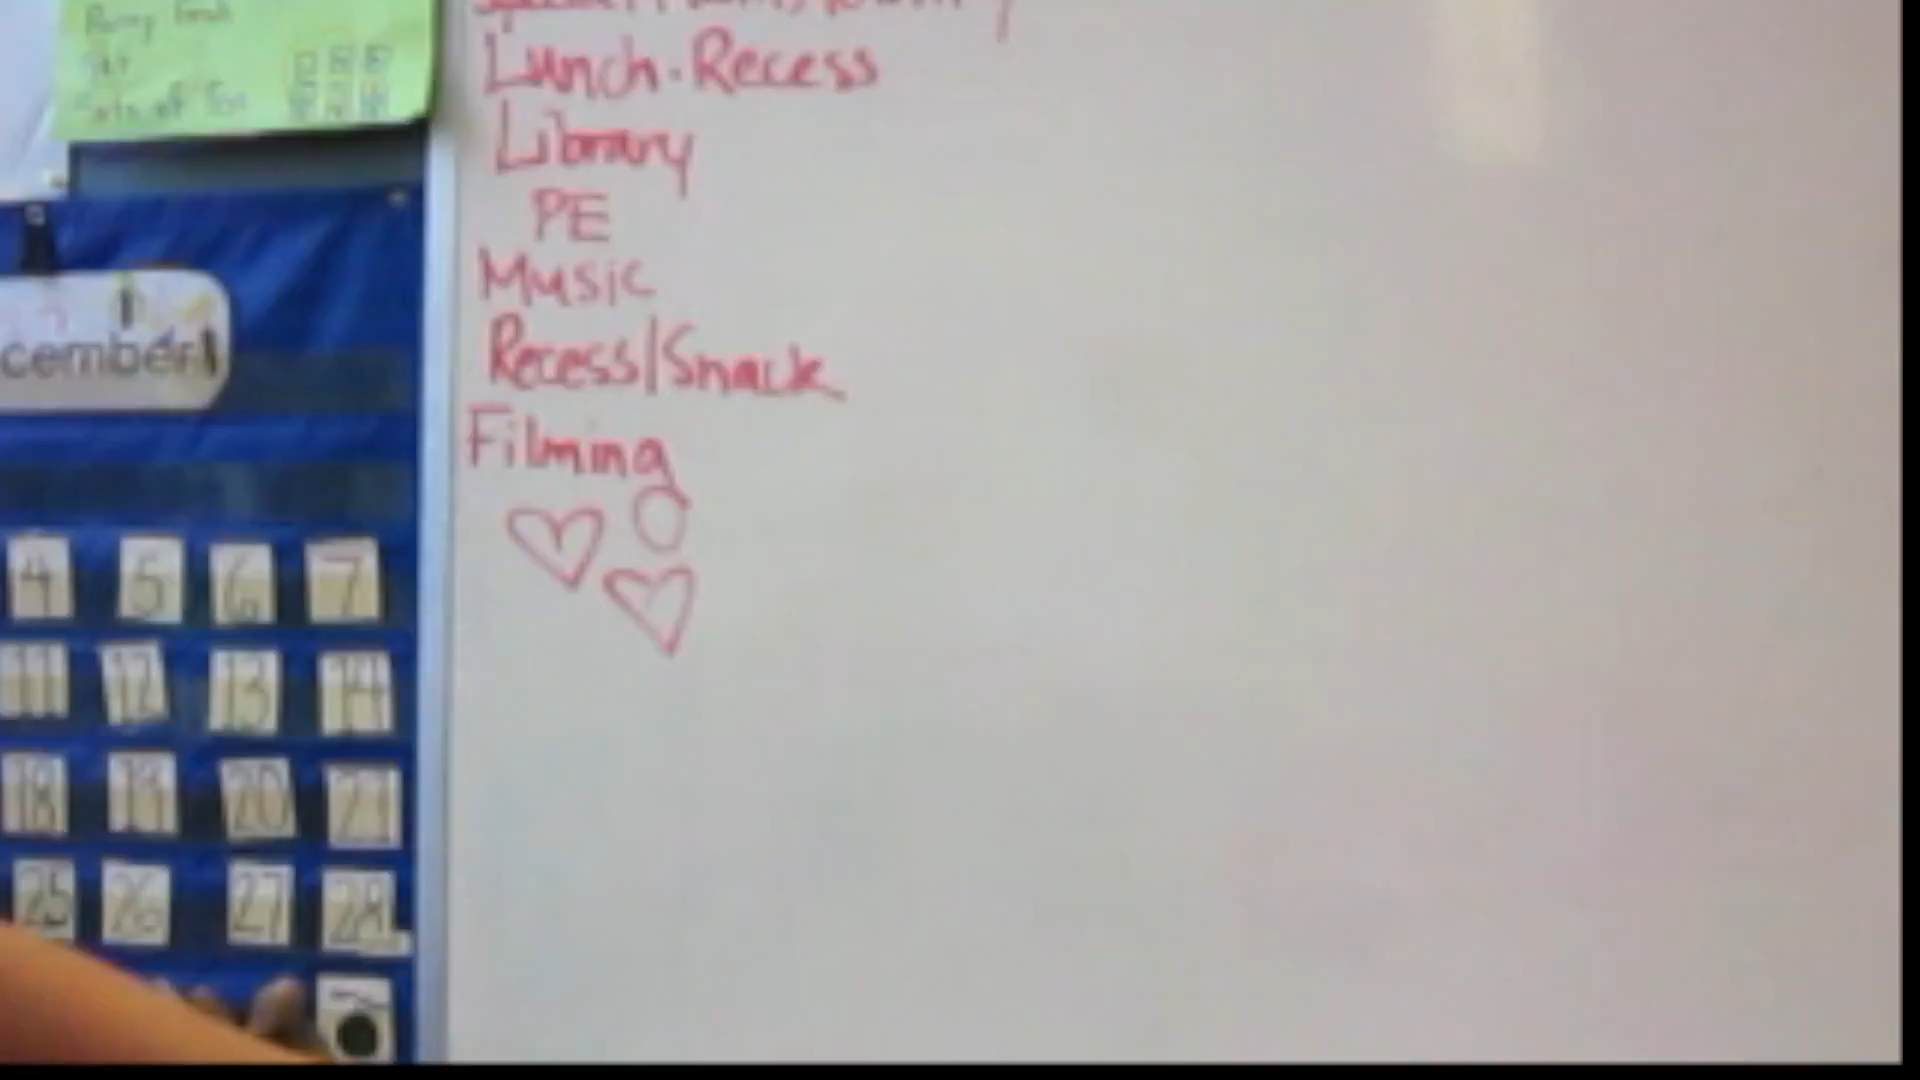 Lunch·Recess
Library
PE
Music
Recess/Snack
Filming
cember
4 5 6 7
11 12 13 14
18 19 20 21
25 26 27 28